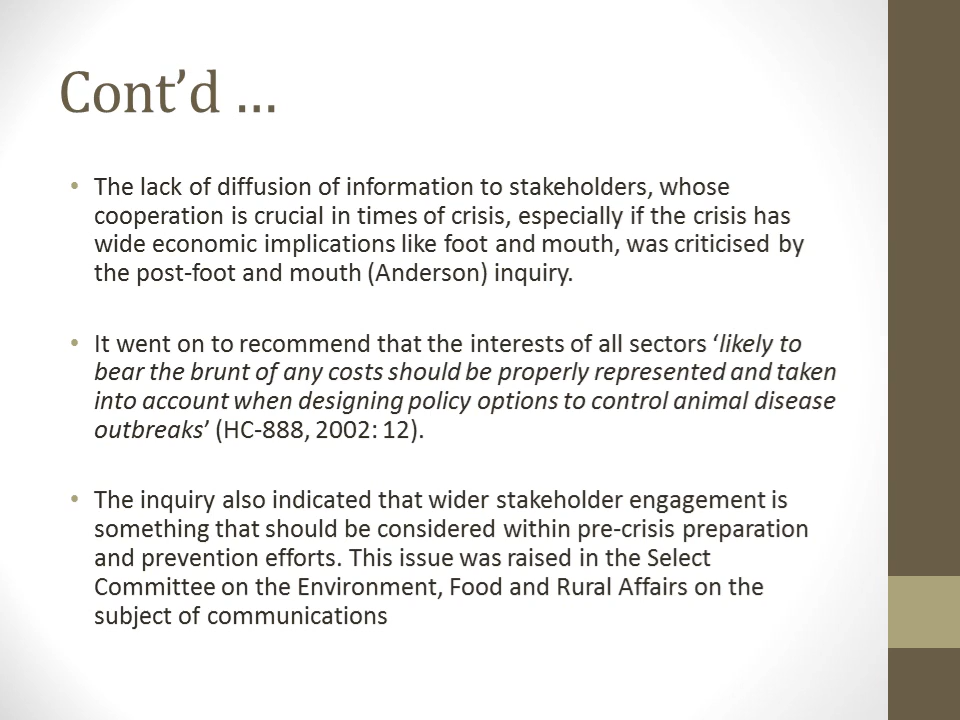 Cont’d …
• The lack of diffusion of information to stakeholders, whose
cooperation is crucial in times of crisis, especially if the crisis has
wide economic implications like foot and mouth, was criticised by
the post-foot and mouth (Anderson) inquiry.
• It went on to recommend that the interests of all sectors ‘likely to
bear the brunt of any costs should be properly represented and taken
into account when designing policy options to control animal disease
outbreaks’ (HC-888, 2002: 12).
• The inquiry also indicated that wider stakeholder engagement is
something that should be considered within pre-crisis preparation
and prevention efforts. This issue was raised in the Select
Committee on the Environment, Food and Rural Affairs on the
subject of communications